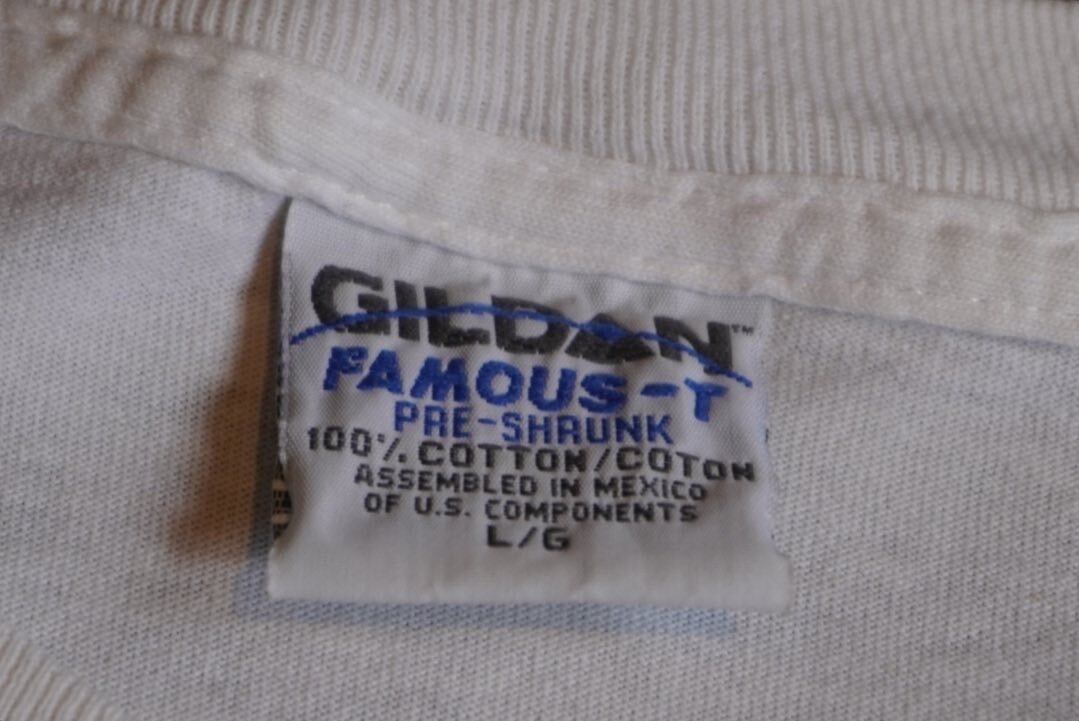 GILDAN™
FAMOUS-T
PRE-SHRUNK
100% COTTON/COTON
ASSEMBLED IN MEXICO
OF U.S. COMPONENTS
L/G